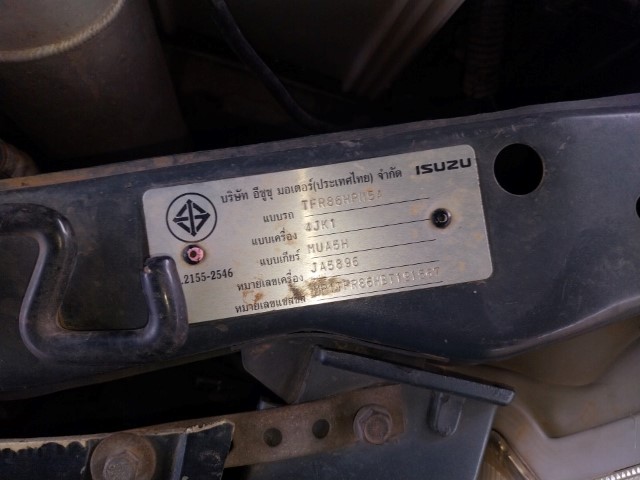 บริษัท อีซูซุ มอเตอร์(ประเทศไทย) จำกัด ISUZU
แบบรถ TFR86HPM5A
แบบเครื่อง 4JK1
แบบเกียร์ MUA5H
2155-2546
หมายเลขเครื่อง JA5896
หมายเลขแชสซีส์